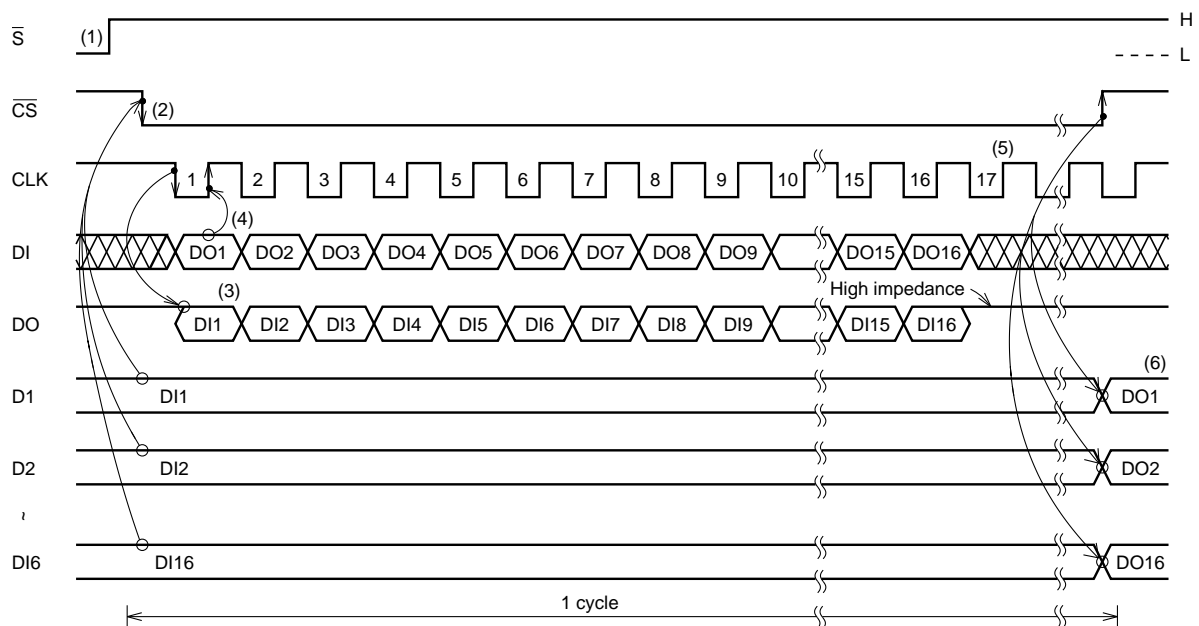 S̅ (1) H
L
C̅S̅ (2)
CLK 1 2 3 4 5 6 7 8 9 10 15 16 17 (5)
(4)
DI DO1 DO2 DO3 DO4 DO5 DO6 DO7 DO8 DO9 DO15 DO16
(3) High impedance
DO DI1 DI2 DI3 DI4 DI5 DI6 DI7 DI8 DI9 DI15 DI16
(6)
D1 DI1 DO1
D2 DI2 DO2
~
DI6 DI16 DO16
1 cycle